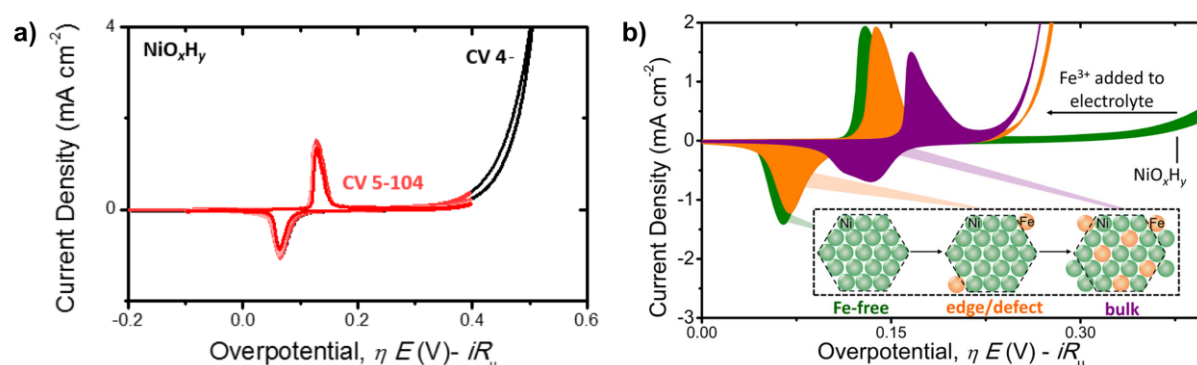 a)
4
NiOxHy
CV 4-
CV 5-104
0
Current Density (mA cm⁻²)
-0.2 0.0 0.2 0.4 0.6
Overpotential, η E (V)- iRu
b)
2
1
0
-1
-2
-3
Current Density (mA cm⁻²)
Fe³⁺ added to
electrolyte
NiOxHy
Ni Ni Fe Ni Fe
Fe-free edge/defect bulk
0.00 0.15 0.30
Overpotential, η E (V)- iRu